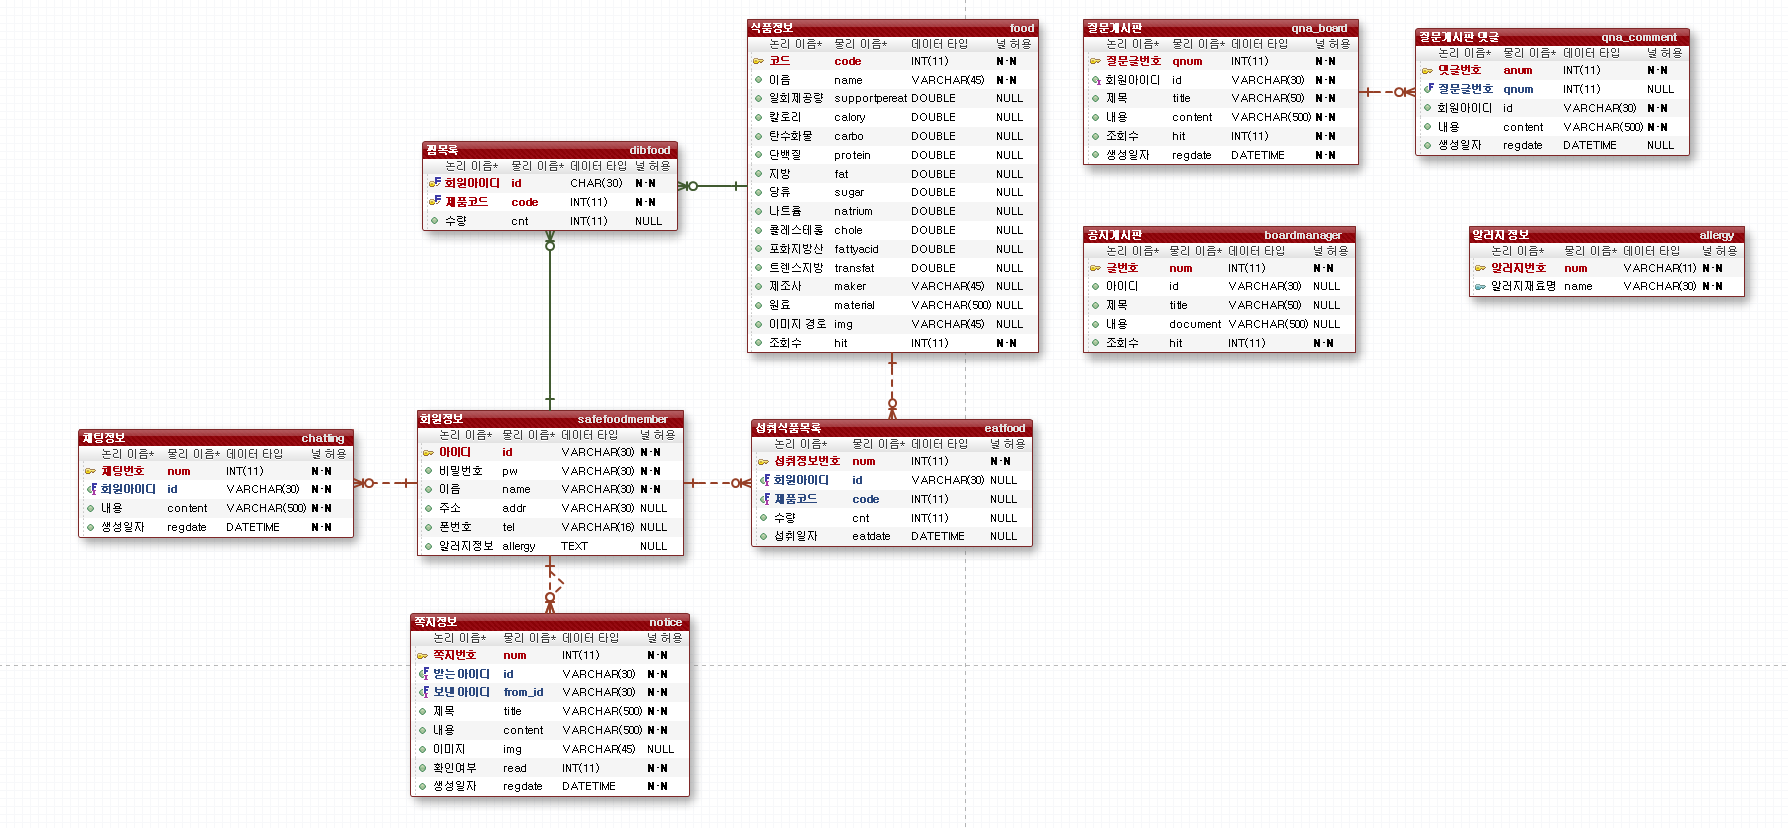 식품정보 food
논리 이름* 물리 이름* 데이터 타입 널 허용
코드 code INT(11) N-N
이음 name VARCHAR(45) N-N
일회제공량 supportpereat DOUBLE NULL
칼로리 calory DOUBLE NULL
탄수화물 carbo DOUBLE NULL
단백질 protein DOUBLE NULL
지방 fat DOUBLE NULL
당류 sugar DOUBLE NULL
나트륨 natrium DOUBLE NULL
콜레스테롤 chole DOUBLE NULL
포화지방산 fattyacid DOUBLE NULL
트렌스지방 transfat DOUBLE NULL
제조사 maker VARCHAR(45) NULL
원료 material VARCHAR(500) NULL
이미지 경로 img VARCHAR(45) NULL
조회수 hit INT(11) N-N
질문게시판 qna_board
논리 이름* 물리 이름* 데이터 타입 널 허용
질문글번호 qnum INT(11) N-N
회원아이디 id VARCHAR(30) N-N
제목 title VARCHAR(50) N-N
내용 content VARCHAR(500) N-N
조회수 hit INT(11) N-N
생성일자 regdate DATETIME N-N
질문게시판 댓글 qna_comment
논리 이름* 물리 이름* 데이터 타입 널 허용
댓글번호 anum INT(11) N-N
질문글번호 qnum INT(11) NULL
회원아이디 id VARCHAR(30) N-N
내용 content VARCHAR(500) N-N
생성일자 regdate DATETIME NULL
찜목록 dibfood
논리 이름* 물리 이름* 데이터 타입 널 허용
회원아이디 id CHAR(30) N-N
제품코드 code INT(11) N-N
수량 cnt INT(11) NULL
공지게시판 boardmanager
논리 이름* 물리 이름* 데이터 타입 널 허용
글번호 num INT(11) N-N
아이디 id VARCHAR(30) NULL
제목 title VARCHAR(50) NULL
내용 document VARCHAR(500) NULL
조회수 hit INT(11) N-N
알러지 정보 allergy
논리 이름* 물리 이름* 데이터 타입 널 허용
알러지번호 num VARCHAR(11) N-N
알러지재료명 name VARCHAR(30) N-N
채팅정보 chatting
논리 이름* 물리 이름* 데이터 타입 널 허용
채팅번호 num INT(11) N-N
회원아이디 id VARCHAR(30) N-N
내용 content VARCHAR(500) N-N
생성일자 regdate DATETIME N-N
회원정보 safefoodmember
논리 이름* 물리 이름* 데이터 타입 널 허용
아이디 id VARCHAR(30) N-N
비밀번호 pw VARCHAR(30) N-N
이름 name VARCHAR(30) N-N
주소 addr VARCHAR(30) NULL
폰번호 tel VARCHAR(16) NULL
알러지정보 allergy TEXT NULL
섭취식품목록 eatfood
논리 이름* 물리 이름* 데이터 타입 널 허용
섭취정보번호 num INT(11) N-N
회원아이디 id VARCHAR(30) NULL
제품코드 code INT(11) NULL
수량 cnt INT(11) NULL
섭취일자 eatdate DATETIME NULL
쪽지정보 notice
논리 이름* 물리 이름* 데이터 타입 널 허용
쪽지번호 num INT(11) N-N
받는아이디 id VARCHAR(30) N-N
보낸아이디 from_id VARCHAR(30) N-N
제목 title VARCHAR(500) N-N
내용 content VARCHAR(500) N-N
이미지 img VARCHAR(45) NULL
확인여부 read INT(11) N-N
생성일자 regdate DATETIME N-N